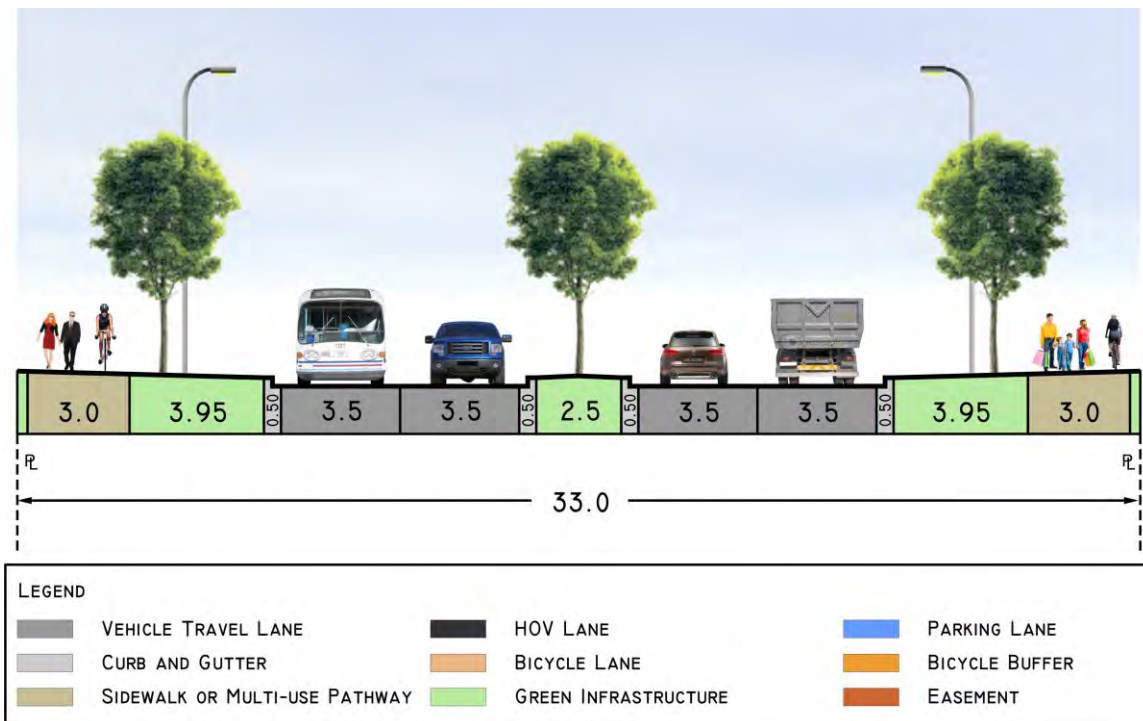 3.0 3.95 0.50 3.5 3.5 0.50 2.5 0.50 3.5 3.5 0.50 3.95 3.0
PL PL
33.0
LEGEND
VEHICLE TRAVEL LANE HOV LANE PARKING LANE
CURB AND GUTTER BICYCLE LANE BICYCLE BUFFER
SIDEWALK OR MULTI-USE PATHWAY GREEN INFRASTRUCTURE EASEMENT